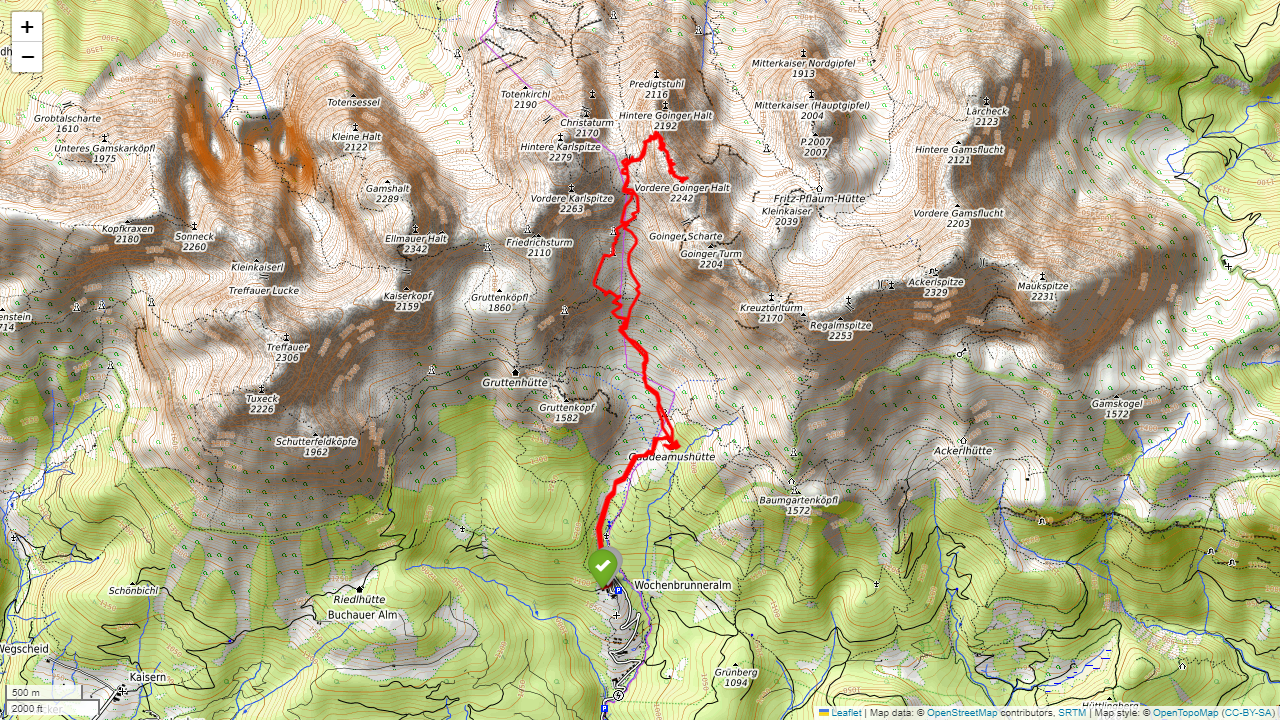 +
−
Grobtalscharte
1610
Unteres Gamskarköpfl
1975
Totensessel
Kleine Halt
2122
Gamshalt
2289
Totenkirchl
2190
Christaturm
2170
Hintere Karlspitze
2279
Predigtstuhl
2116
Hintere Goinger Halt
2192
Mitterkaiser Nordgipfel
1913
Mitterkaiser (Hauptgipfel)
2004
P.2007
2007
Lärcheck
2123
Hintere Gamsflucht
2121
Vordere Karlspitze
2263
Vordere Goinger Halt
2242
Fritz-Pflaum-Hütte
Kleinkaiser
2039
Vordere Gamsflucht
2203
Kopfkraxen
2180
Sonneck
2260
Ellmauer Halt
2342
Friedrichsturm
2110
Goinger Scharte
Goinger Turm
2204
Kleinkaiserl
Treffauer Lucke
Kaiserkopf
2159
Gruttenköpfl
1860
Kreuztörlturm
2170
Regalmspitze
2253
Ackerlspitze
2329
Maukspitze
2231
Treffauer
2306
Tuxeck
2226
Gruttenhütte
Gruttenkopf
1582
Gamskogel
1572
Schutterfeldköpfe
1962
Gaudeamushütte
Ackerlhütte
Baumgartenköpfl
1572
Schönbichl
Riedlhütte
Buchauer Alm
Wochenbrunneralm
Wegscheid
Kaisern
Grünberg
1094
Hüttlingberg
500 m
2000 ft
Leaflet | Map data: © OpenStreetMap contributors, SRTM | Map style: © OpenTopoMap (CC-BY-SA)